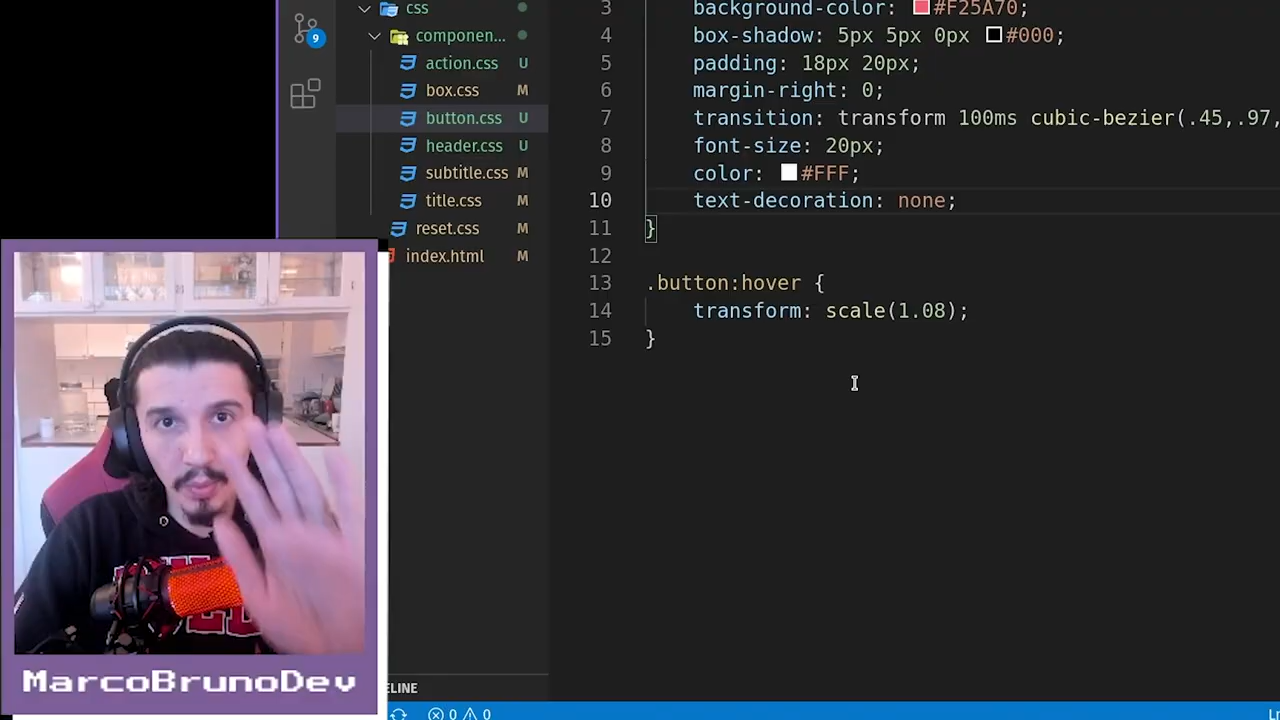 css
componen...
action.css U
box.css M
button.css U
header.css U
subtitle.css M
title.css M
reset.css M
index.html M
9
3 background-color: #F25A70;
4 box-shadow: 5px 5px 0px #000;
5 padding: 18px 20px;
6 margin-right: 0;
7 transition: transform 100ms cubic-bezier(.45,.97,
8 font-size: 20px;
9 color: #FFF;
10 text-decoration: none;
11 }
12
13 .button:hover {
14 transform: scale(1.08);
15 }
MarcoBrunoDev
ELINE
0 0